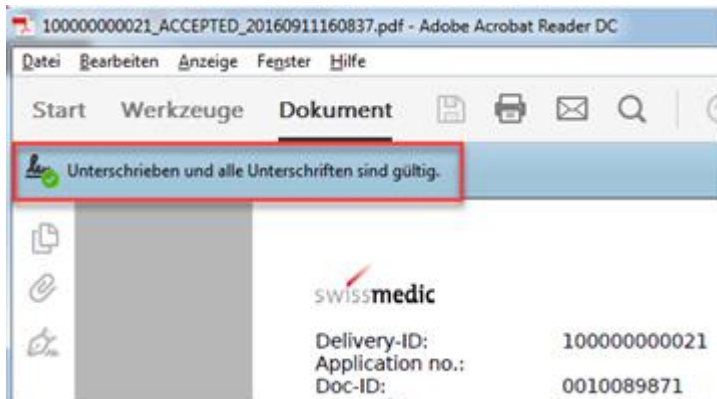 100000000021_ACCEPTED_20160911160837.pdf - Adobe Acrobat Reader DC
Datei Bearbeiten Anzeige Fenster Hilfe
Start Werkzeuge Dokument
Unterschrieben und alle Unterschriften sind gültig.
swissmedic
Delivery-ID: 100000000021
Application no.:
Doc-ID: 0010089871